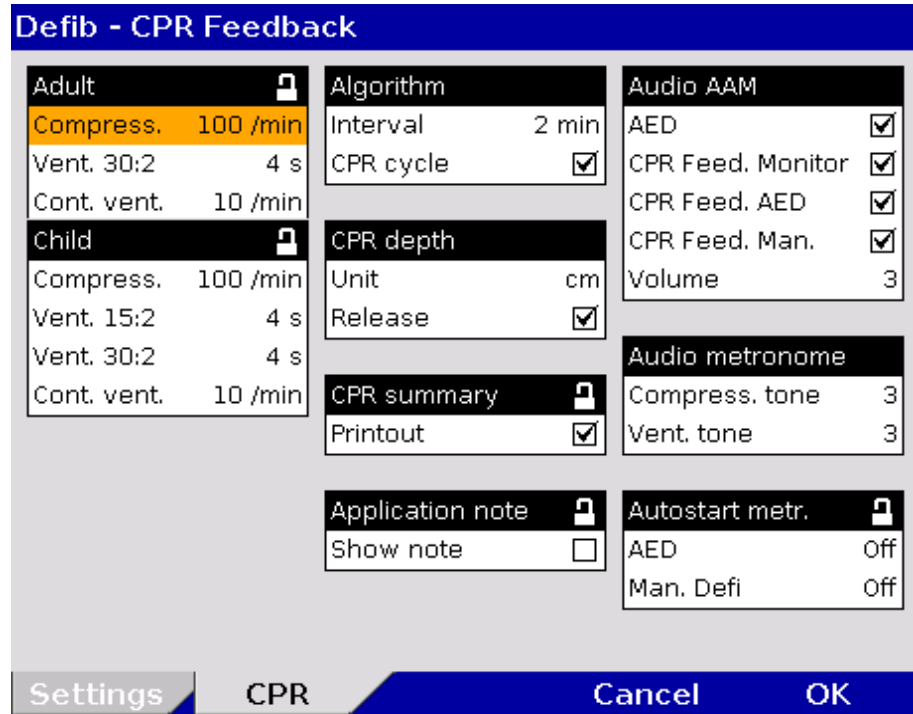 Defib - CPR Feedback
Adult
Compress. 100 /min
Vent. 30:2 4 s
Cont. vent. 10 /min
Child
Compress. 100 /min
Vent. 15:2 4 s
Vent. 30:2 4 s
Cont. vent. 10 /min
Algorithm
Interval 2 min
CPR cycle
CPR depth
Unit cm
Release
CPR summary
Printout
Application note
Show note
Audio AAM
AED
CPR Feed. Monitor
CPR Feed. AED
CPR Feed. Man.
Volume 3
Audio metronome
Compress. tone 3
Vent. tone 3
Autostart metr.
AED Off
Man. Defi Off
Settings CPR Cancel OK